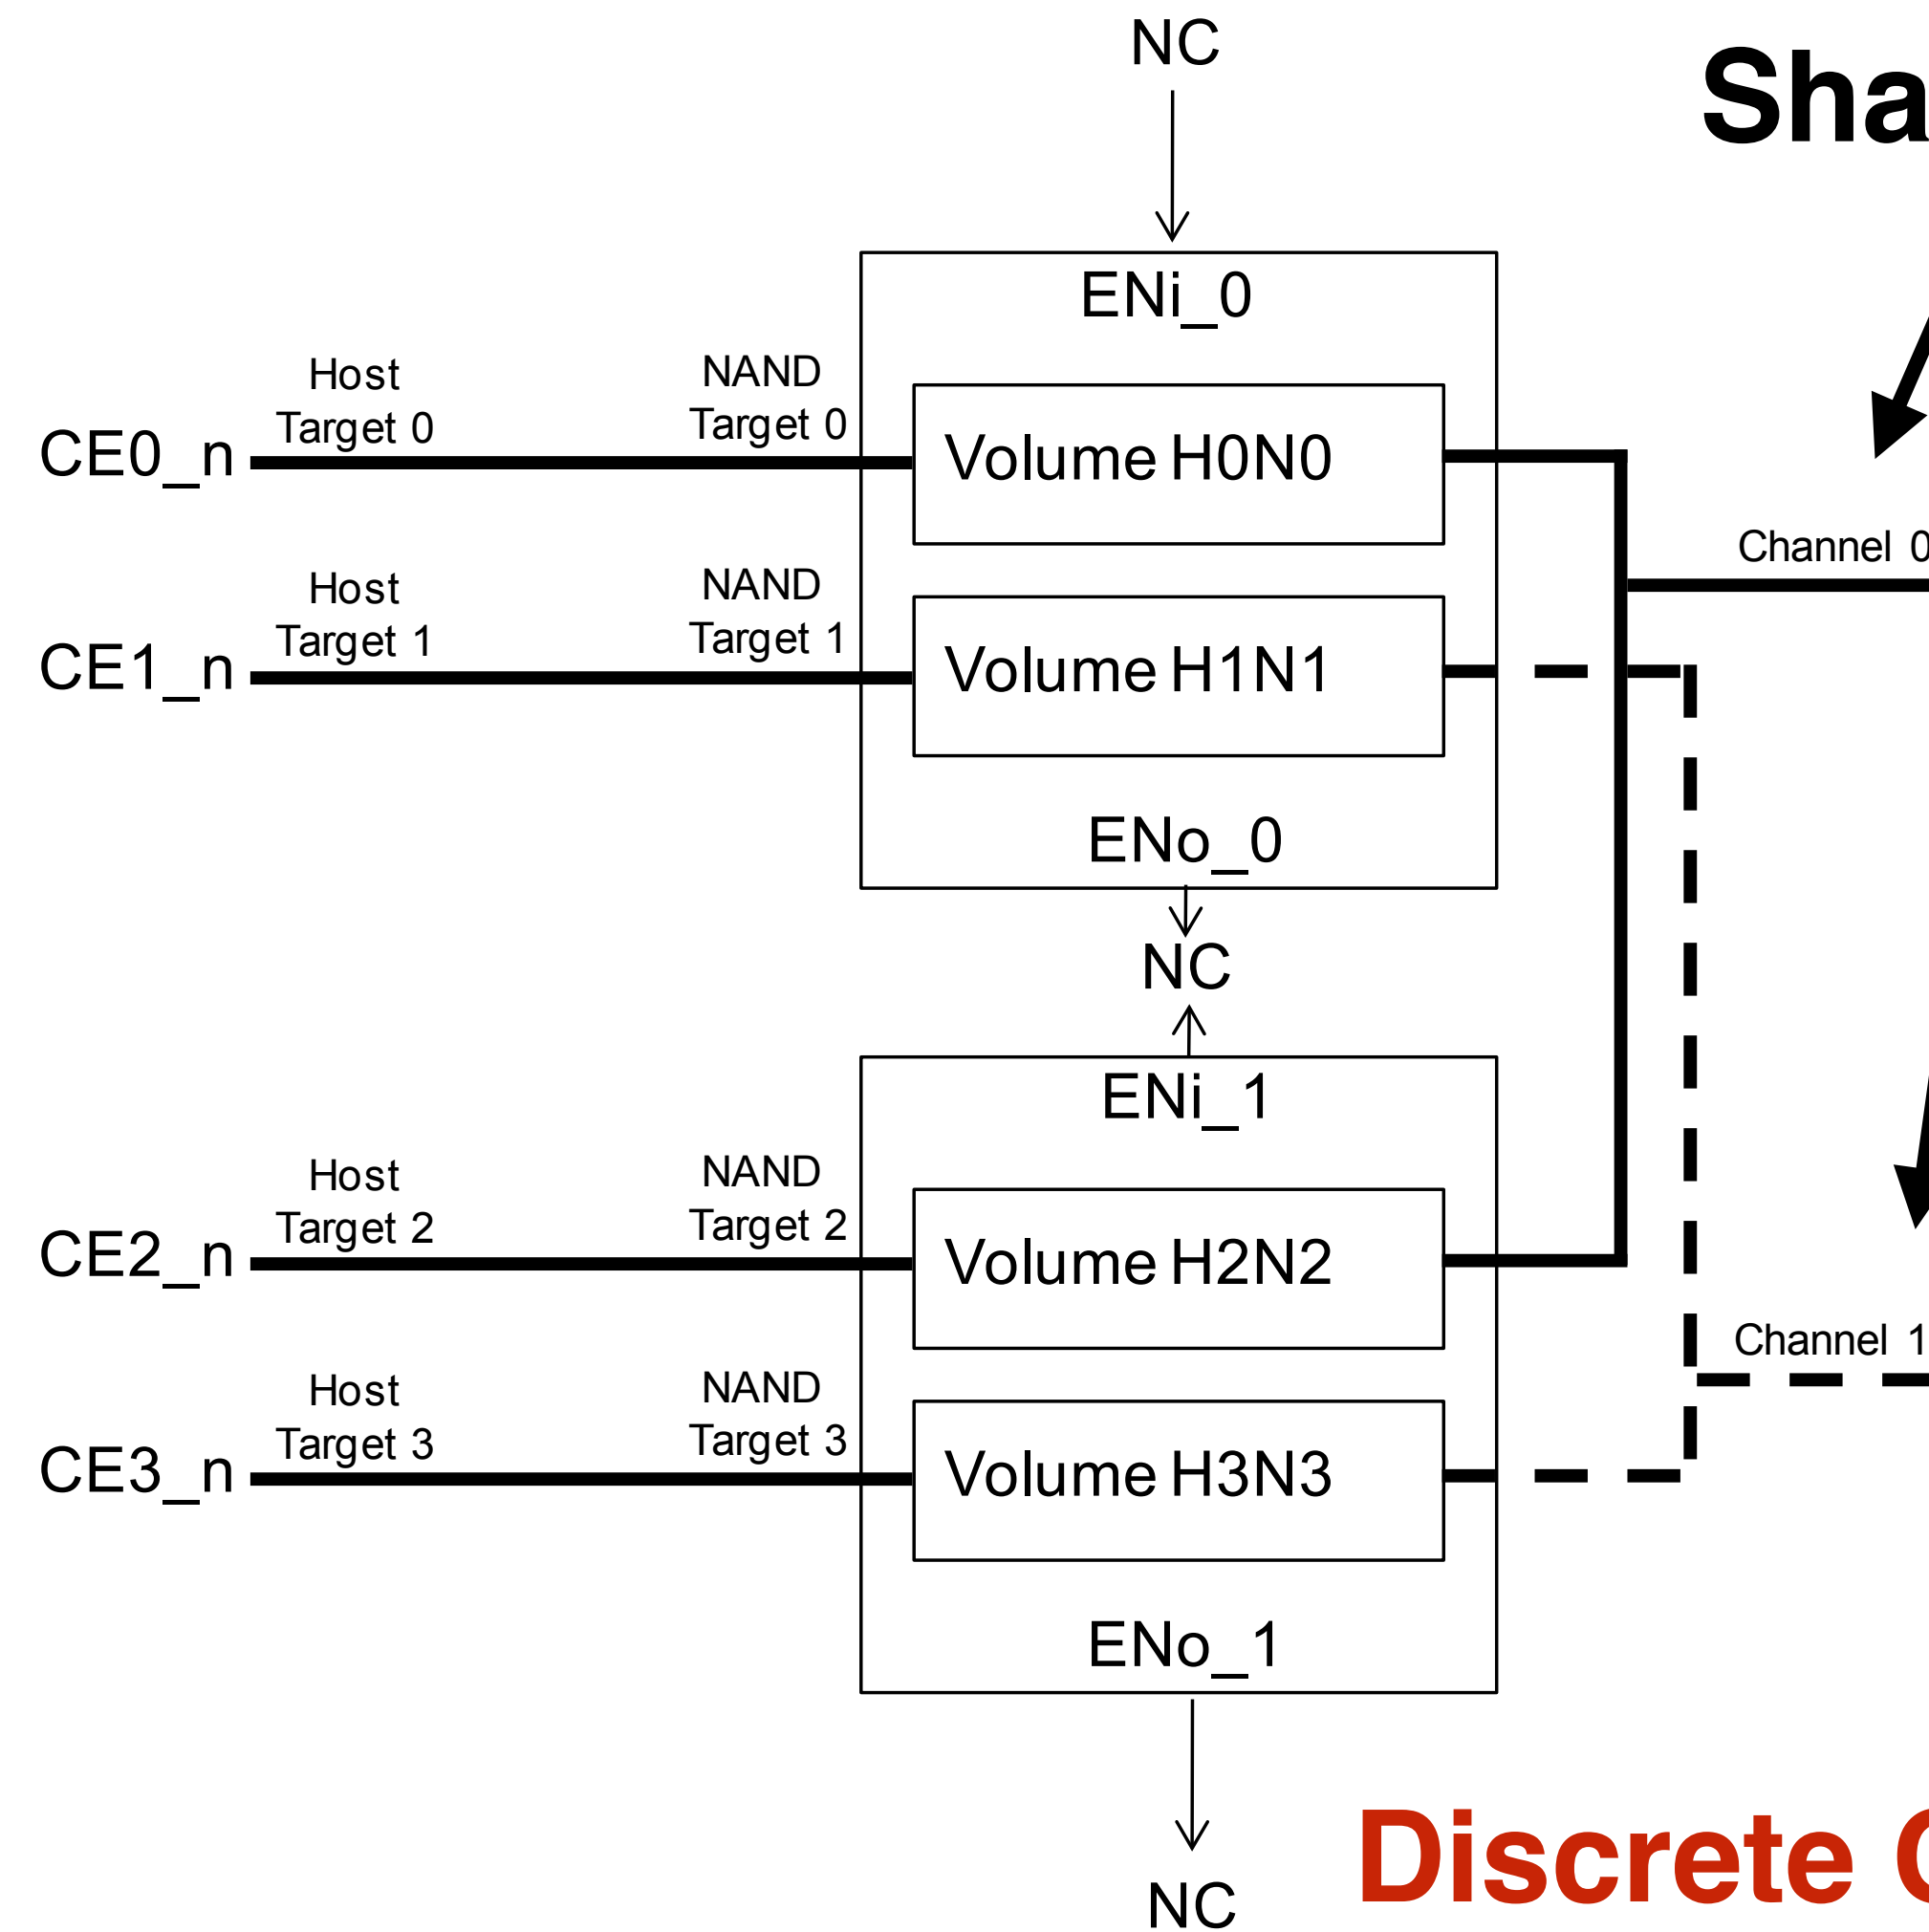 NC
Sha
ENi_0
Host
Target 0
NAND
Target 0
CE0_n
Volume H0N0
Channel 0
Host
Target 1
NAND
Target 1
CE1_n
Volume H1N1
ENo_0
NC
ENi_1
Host
Target 2
NAND
Target 2
CE2_n
Volume H2N2
Channel 1
Host
Target 3
NAND
Target 3
CE3_n
Volume H3N3
ENo_1
Discrete
NC